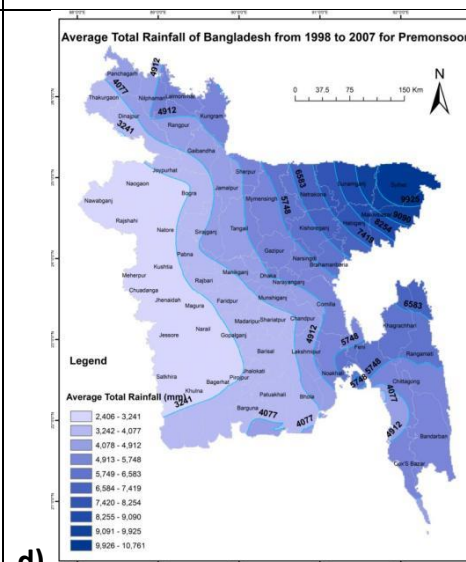 Average Total Rainfall of Bangladesh from 1998 to 2007 for Premonsoon
N
0 37.5 75 150 Km
4912
Panchagarh
4077
Thakurgaon
Nilphamari
Lalmonirhat
4912
Dinajpur
Rangpur
Kurigram
3241
Gaibandha
Joypurhat
Sherpur
6583
Sunamganj
Sylhet
Naogaon
Bogra
Jamalpur
Mymensingh
5748
Netrakona
9925
Nawabganj
Moulvibazar
9090
Rajshahi
Habiganj
8254
Natore
Sirajganj
Tangail
Kishoreganj
7419
Gazipur
Narsingdi
Pabna
Brahamanbaria
Meherpur
Kushtia
Manikganj
Dhaka
Narayanganj
6583
Chuadanga
Rajbari
Jhenaidah
Faridpur
Munshiganj
Comilla
Khagrachhari
Magura
Madaripur
Shariatpur
Chandpur
Narail
4912
5748
Jessore
Gopalganj
Feni
Rangamati
Barisal
Lakshmipur
5748
Legend
Jhalokati
Noakhali
5748
Chittagong
Satkhira
Bagerhat
Pirojpur
4077
Average Total Rainfall (mm)
Khulna
Patuakhali
Bhola
3241
Barguna
4077
4077
4912
Bandarban
Cox'S Bazar
2,406 - 3,241
3,242 - 4,077
4,078 - 4,912
4,913 - 5,748
5,749 - 6,583
6,584 - 7,419
7,420 - 8,254
8,255 - 9,090
9,091 - 9,925
9,926 - 10,761
d)